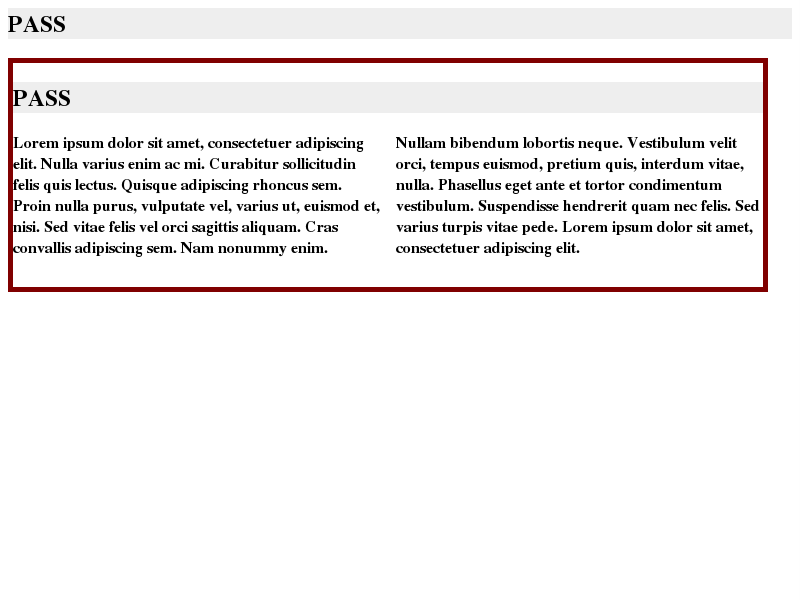 PASS
PASS
Lorem ipsum dolor sit amet, consectetuer adipiscing
elit. Nulla varius enim ac mi. Curabitur sollicitudin
felis quis lectus. Quisque adipiscing rhoncus sem.
Proin nulla purus, vulputate vel, varius ut, euismod et,
nisi. Sed vitae felis vel orci sagittis aliquam. Cras
convallis adipiscing sem. Nam nonummy enim.
Nullam bibendum lobortis neque. Vestibulum velit
orci, tempus euismod, pretium quis, interdum vitae,
nulla. Phasellus eget ante et tortor condimentum
vestibulum. Suspendisse hendrerit quam nec felis. Sed
varius turpis vitae pede. Lorem ipsum dolor sit amet,
consectetuer adipiscing elit.